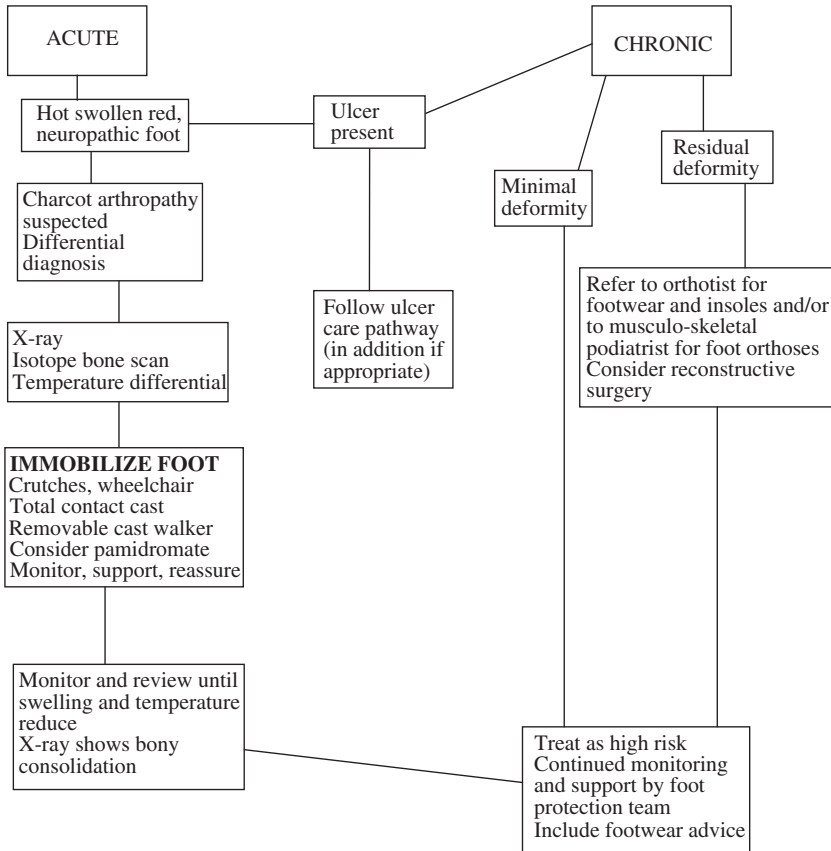 ACUTE
CHRONIC
Hot swollen red,
neuropathic foot
Ulcer
present
Residual
deformity
Minimal
deformity
Charcot arthropathy
suspected
Differential
diagnosis
Refer to orthotist for
footwear and insoles and/or
to musculo-skeletal
podiatrist for foot orthoses
Consider reconstructive
surgery
Follow ulcer
care pathway
(in addition if
appropriate)
X-ray
Isotope bone scan
Temperature differential
IMMOBILIZE FOOT
Crutches, wheelchair
Total contact cast
Removable cast walker
Consider pamidromate
Monitor, support, reassure
Monitor and review until
swelling and temperature
reduce
X-ray shows bony
consolidation
Treat as high risk
Continued monitoring
and support by foot
protection team
Include footwear advice